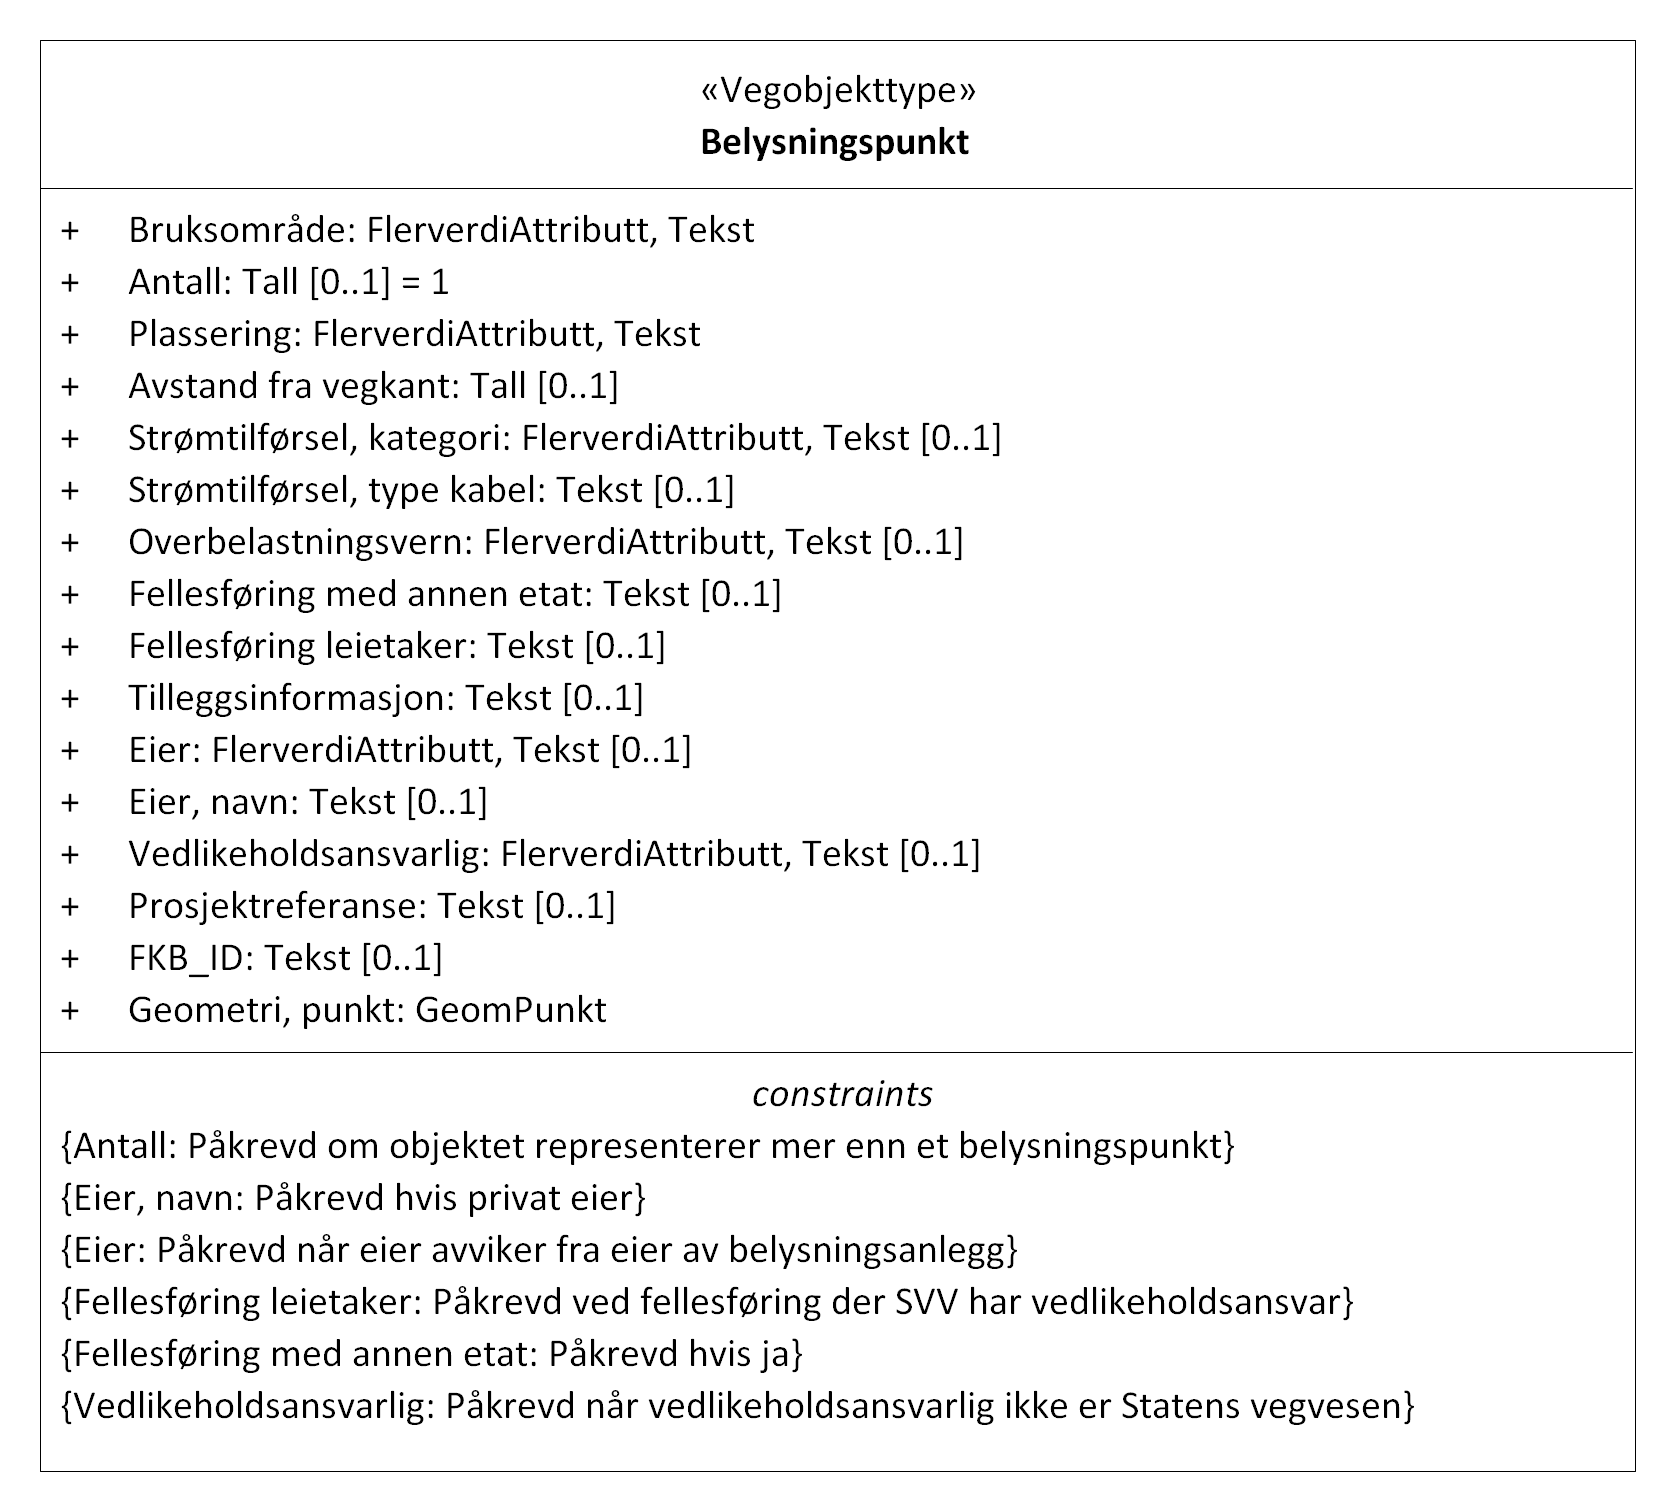 «Vegobjekttype»
Belysningspunkt
+ Bruksområde: FlerverdiAttributt, Tekst
+ Antall: Tall [0..1] = 1
+ Plassering: FlerverdiAttributt, Tekst
+ Avstand fra vegkant: Tall [0..1]
+ Strømtilførsel, kategori: FlerverdiAttributt, Tekst [0..1]
+ Strømtilførsel, type kabel: Tekst [0..1]
+ Overbelastningsvern: FlerverdiAttributt, Tekst [0..1]
+ Fellesføring med annen etat: Tekst [0..1]
+ Fellesføring leietaker: Tekst [0..1]
+ Tilleggsinformasjon: Tekst [0..1]
+ Eier: FlerverdiAttributt, Tekst [0..1]
+ Eier, navn: Tekst [0..1]
+ Vedlikeholdsansvarlig: FlerverdiAttributt, Tekst [0..1]
+ Prosjektreferanse: Tekst [0..1]
+ FKB_ID: Tekst [0..1]
+ Geometri, punkt: GeomPunkt
constraints
{Antall: Påkrevd om objektet representerer mer enn et belysningspunkt}
{Eier, navn: Påkrevd hvis privat eier}
{Eier: Påkrevd når eier avviker fra eier av belysningsanlegg}
{Fellesføring leietaker: Påkrevd ved fellesføring der SVV har vedlikeholdsansvar}
{Fellesføring med annen etat: Påkrevd hvis ja}
{Vedlikeholdsansvarlig: Påkrevd når vedlikeholdsansvarlig ikke er Statens vegvesen}